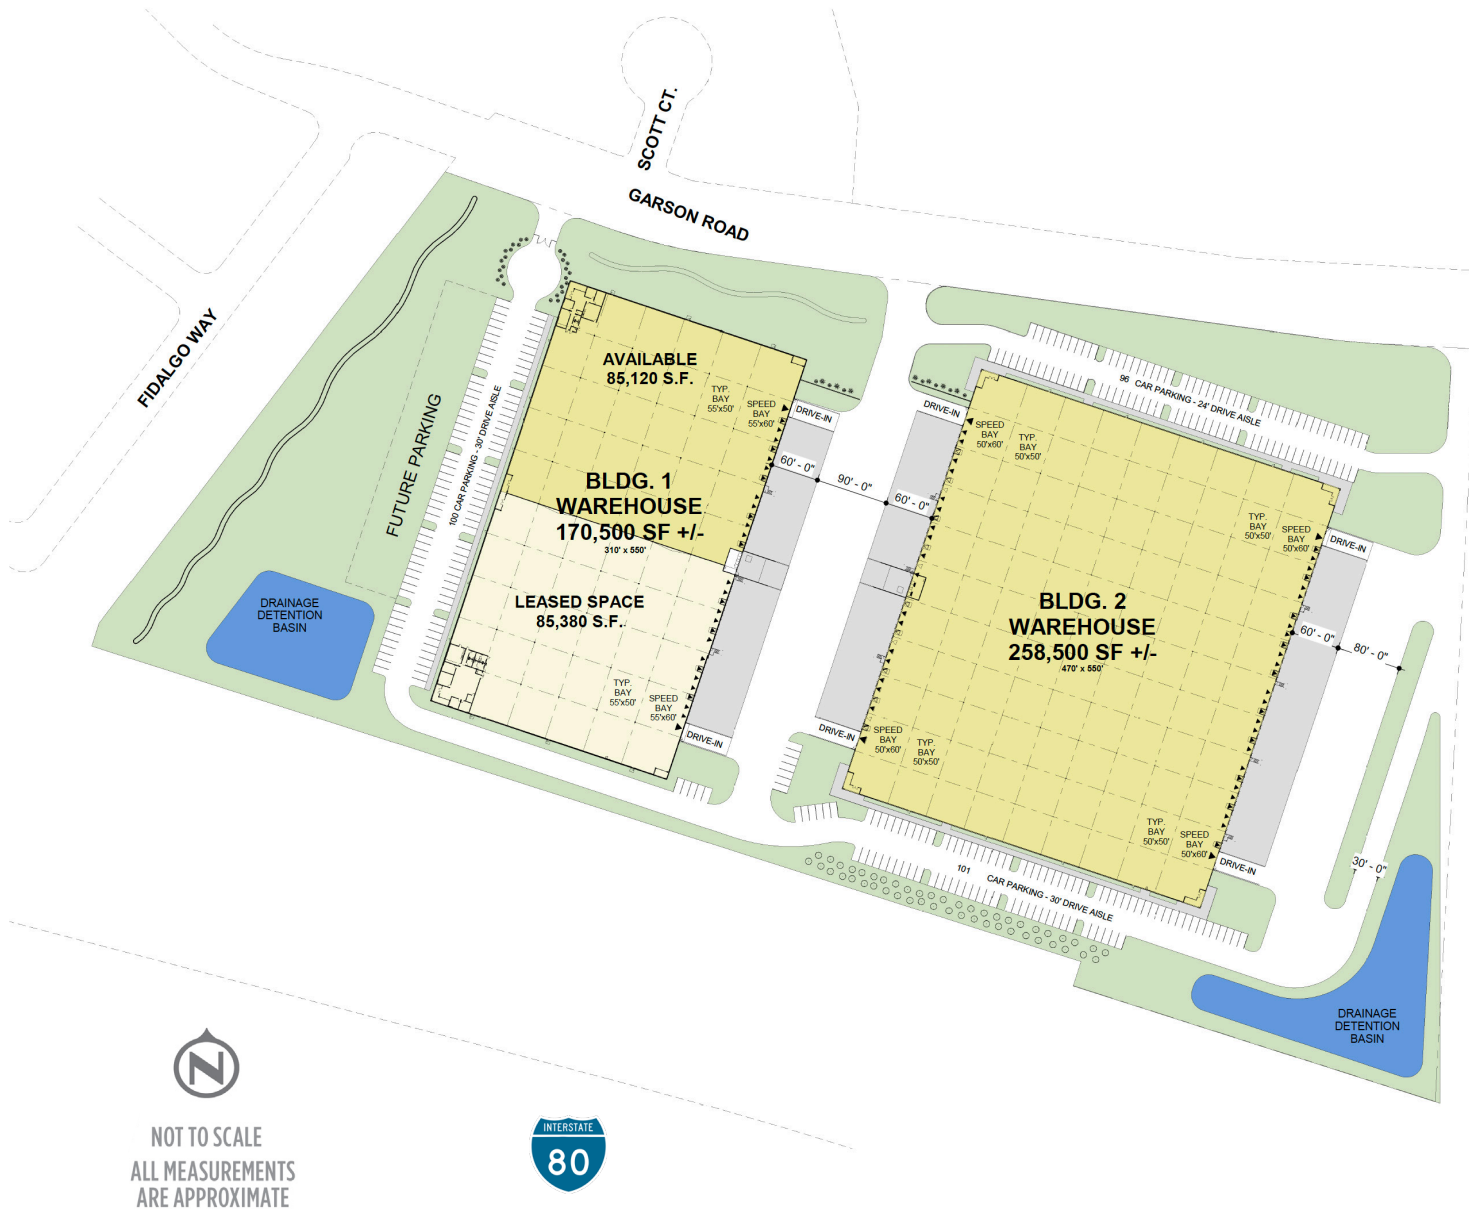 SCOTT CT.
GARSON ROAD
FIDALGO WAY
FUTURE PARKING
100 CAR PARKING - 30' DRIVE AISLE
AVAILABLE
85,120 S.F.
TYP.
BAY
55'x50'
SPEED
BAY
55'x60'
DRIVE-IN
BLDG. 1
WAREHOUSE
170,500 SF +/-
310' x 550'
60' - 0"
90' - 0"
60' - 0"
LEASED SPACE
85,380 S.F.
TYP.
BAY
55'x50'
SPEED
BAY
55'x60'
DRIVE-IN
DRAINAGE
DETENTION
BASIN
96 CAR PARKING - 24' DRIVE AISLE
DRIVE-IN
SPEED
BAY
50'x60'
TYP.
BAY
50'x50'
TYP.
BAY
50'x50'
SPEED
BAY
50'x60'
DRIVE-IN
BLDG. 2
WAREHOUSE
258,500 SF +/-
470' x 550'
60' - 0"
80' - 0"
DRIVE-IN
SPEED
BAY
50'x60'
TYP.
BAY
50'x50'
TYP.
BAY
50'x50'
SPEED
BAY
50'x60'
DRIVE-IN
30' - 0"
101 CAR PARKING - 30' DRIVE AISLE
DRAINAGE
DETENTION
BASIN
N
NOT TO SCALE
ALL MEASUREMENTS
ARE APPROXIMATE
INTERSTATE
80